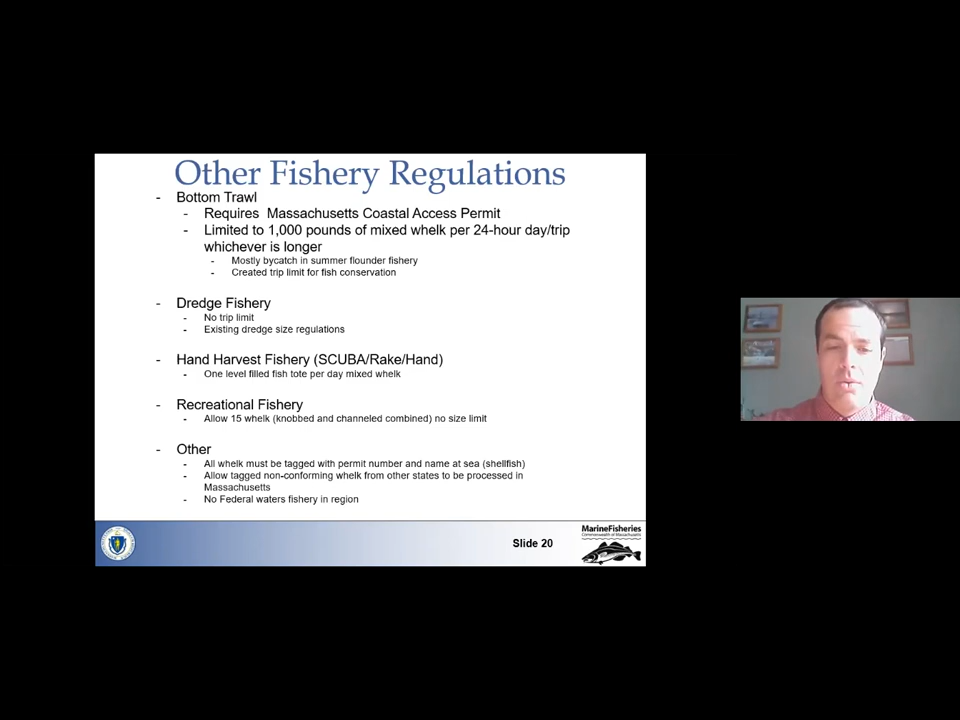 Other Fishery Regulations
- Bottom Trawl
- Requires Massachusetts Coastal Access Permit
- Limited to 1,000 pounds of mixed whelk per 24-hour day/trip
whichever is longer
- Mostly bycatch in summer flounder fishery
- Created trip limit for fish conservation
- Dredge Fishery
- No trip limit
- Existing dredge size regulations
- Hand Harvest Fishery (SCUBA/Rake/Hand)
- One level filled fish tote per day mixed whelk
- Recreational Fishery
- Allow 15 whelk (knobbed and channeled combined) no size limit
- Other
- All whelk must be tagged with permit number and name at sea (shellfish)
- Allow tagged non-conforming whelk from other states to be processed in
Massachusetts
- No Federal waters fishery in region
Slide 20
MarineFisheries
Commonwealth of Massachusetts